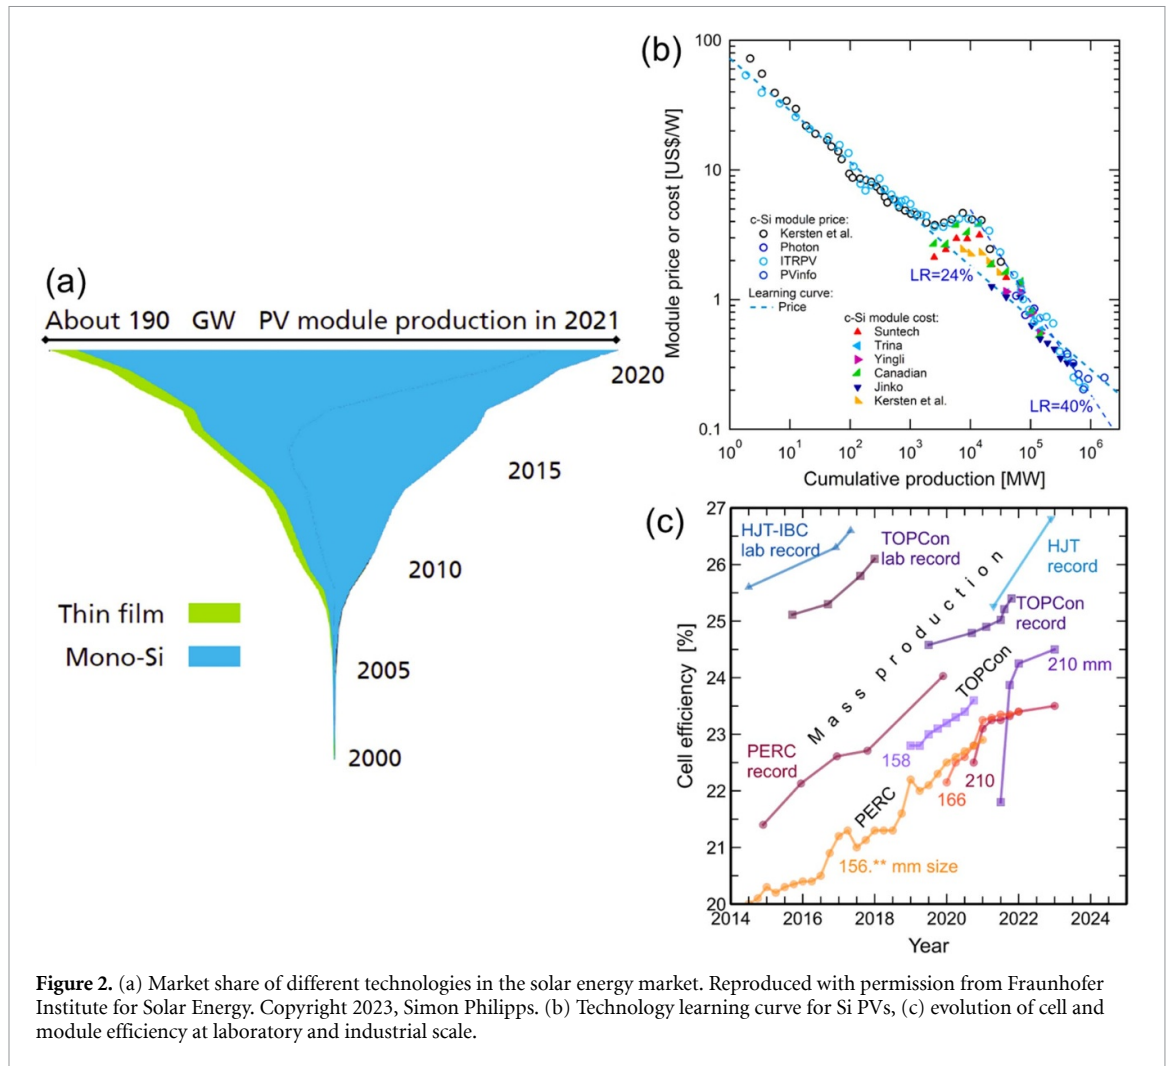 (a)
About 190 GW PV module production in 2021
2020
2015
2010
2005
2000
Thin film
Mono-Si
(b)
Module price or cost [US$/W]
100
10
1
0.1
c-Si module price:
Kersten et al.
Photon
ITRPV
PVinfo
Learning curve:
Price
c-Si module cost:
Suntech
Trina
Yingli
Canadian
Jinko
Kersten et al.
LR=24%
LR=40%
10⁰ 10¹ 10² 10³ 10⁴ 10⁵ 10⁶
Cumulative production [MW]
(c)
Cell efficiency [%]
27
26
25
24
23
22
21
20
HJT-IBC
lab record
TOPCon
lab record
HJT
record
TOPCon
record
Mass production
TOPCon
210 mm
PERC
record
158
210
166
PERC
156.** mm size
2014 2016 2018 2020 2022 2024
Year
Figure 2. (a) Market share of different technologies in the solar energy market. Reproduced with permission from Fraunhofer
Institute for Solar Energy. Copyright 2023, Simon Philipps. (b) Technology learning curve for Si PVs, (c) evolution of cell and
module efficiency at laboratory and industrial scale.